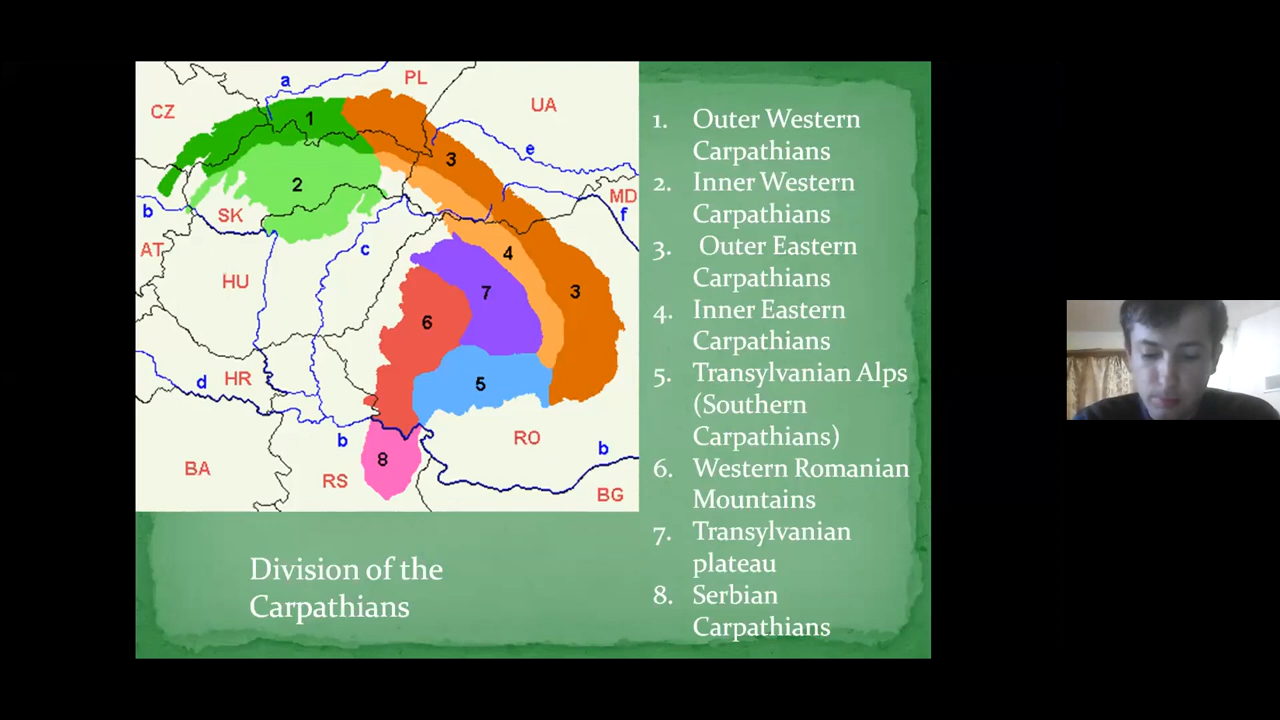 a
PL
CZ
UA
1
e
3
2
MD
b
SK
f
AT
c
4
HU
7
3
6
d
HR
5
b
RO
b
BA
8
RS
BG
Division of the
Carpathians
1. Outer Western
Carpathians
2. Inner Western
Carpathians
3. Outer Eastern
Carpathians
4. Inner Eastern
Carpathians
5. Transylvanian Alps
(Southern
Carpathians)
6. Western Romanian
Mountains
7. Transylvanian
plateau
8. Serbian
Carpathians